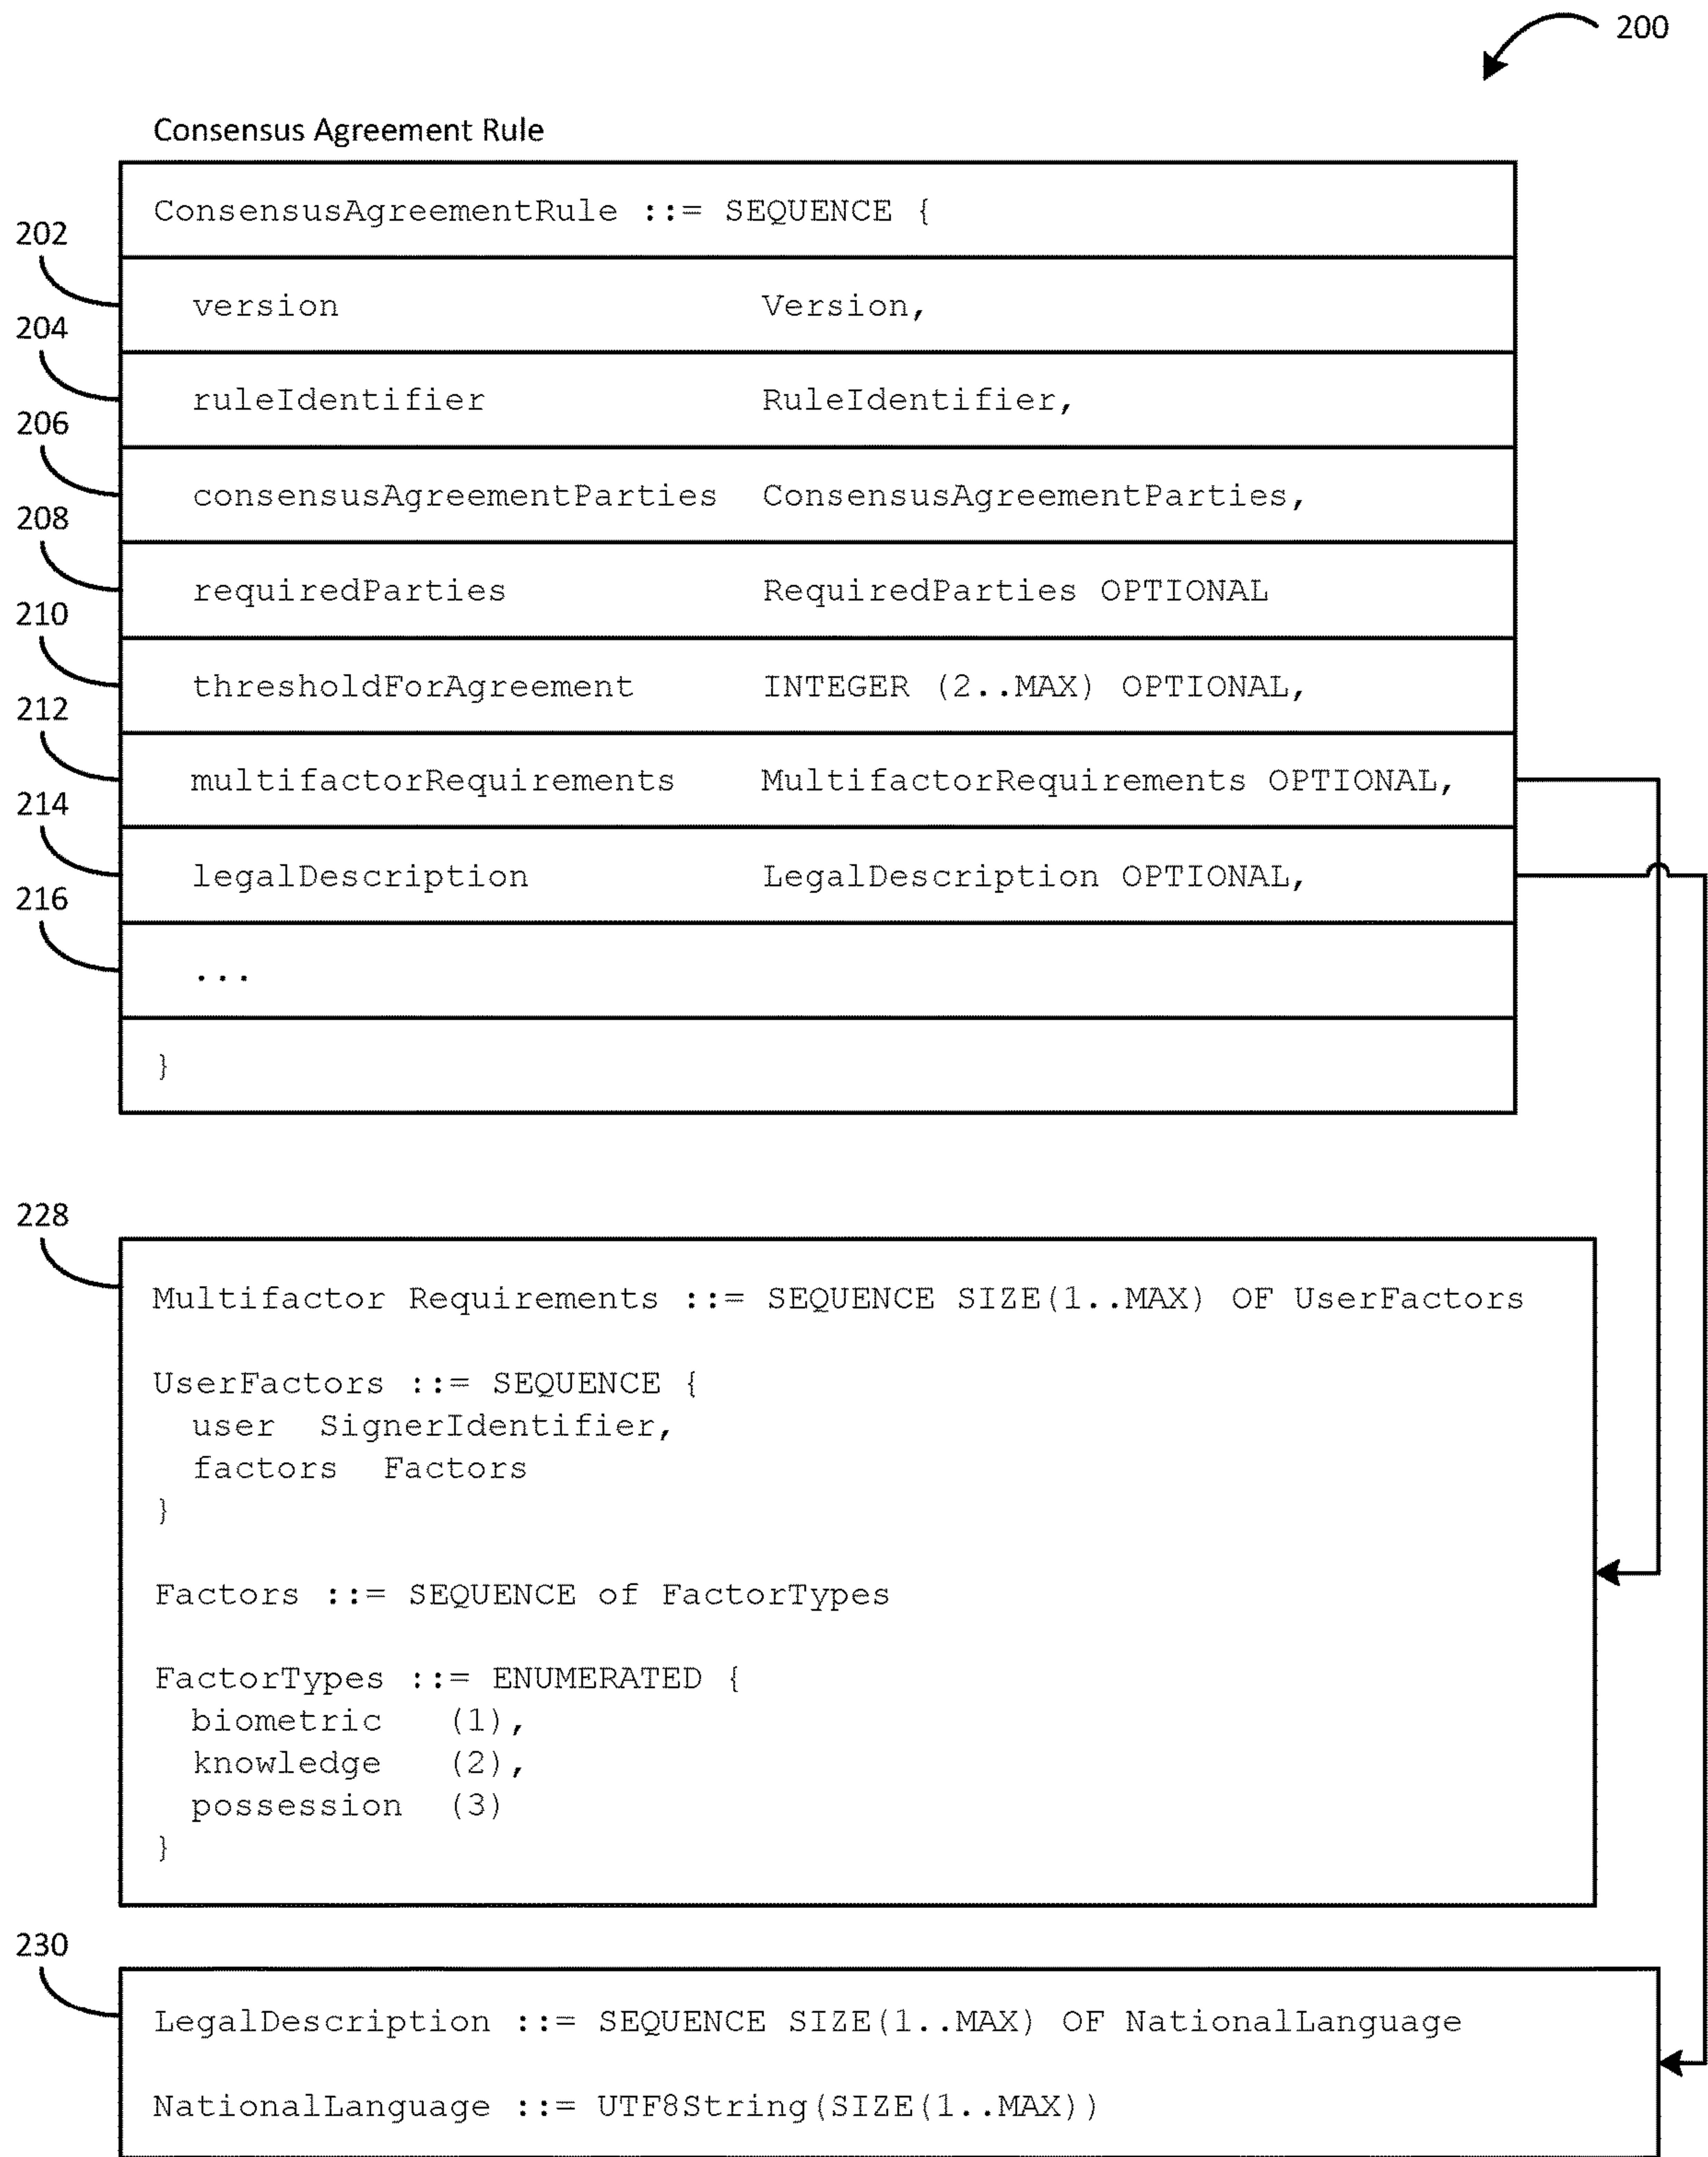 200
Consensus Agreement Rule
ConsensusAgreementRule ::= SEQUENCE {
202
version Version,
204
ruleIdentifier RuleIdentifier,
206
consensusAgreementParties ConsensusAgreementParties,
208
requiredParties RequiredParties OPTIONAL
210
thresholdForAgreement INTEGER (2..MAX) OPTIONAL,
212
multifactorRequirements MultifactorRequirements OPTIONAL,
214
legalDescription LegalDescription OPTIONAL,
216
...
}
228
Multifactor Requirements ::= SEQUENCE SIZE(1..MAX) OF UserFactors
UserFactors ::= SEQUENCE {
user SignerIdentifier,
factors Factors
}
Factors ::= SEQUENCE of FactorTypes
FactorTypes ::= ENUMERATED {
biometric (1),
knowledge (2),
possession (3)
}
230
LegalDescription ::= SEQUENCE SIZE(1..MAX) OF NationalLanguage
NationalLanguage ::= UTF8String(SIZE(1..MAX))